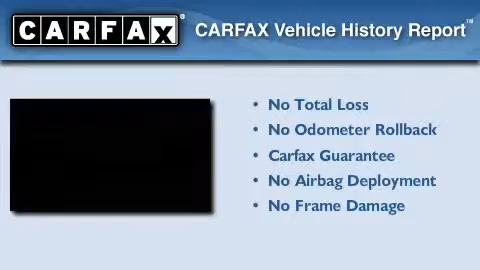 CARFAX® CARFAX Vehicle History Report™
• No Total Loss
• No Odometer Rollback
• Carfax Guarantee
• No Airbag Deployment
• No Frame Damage